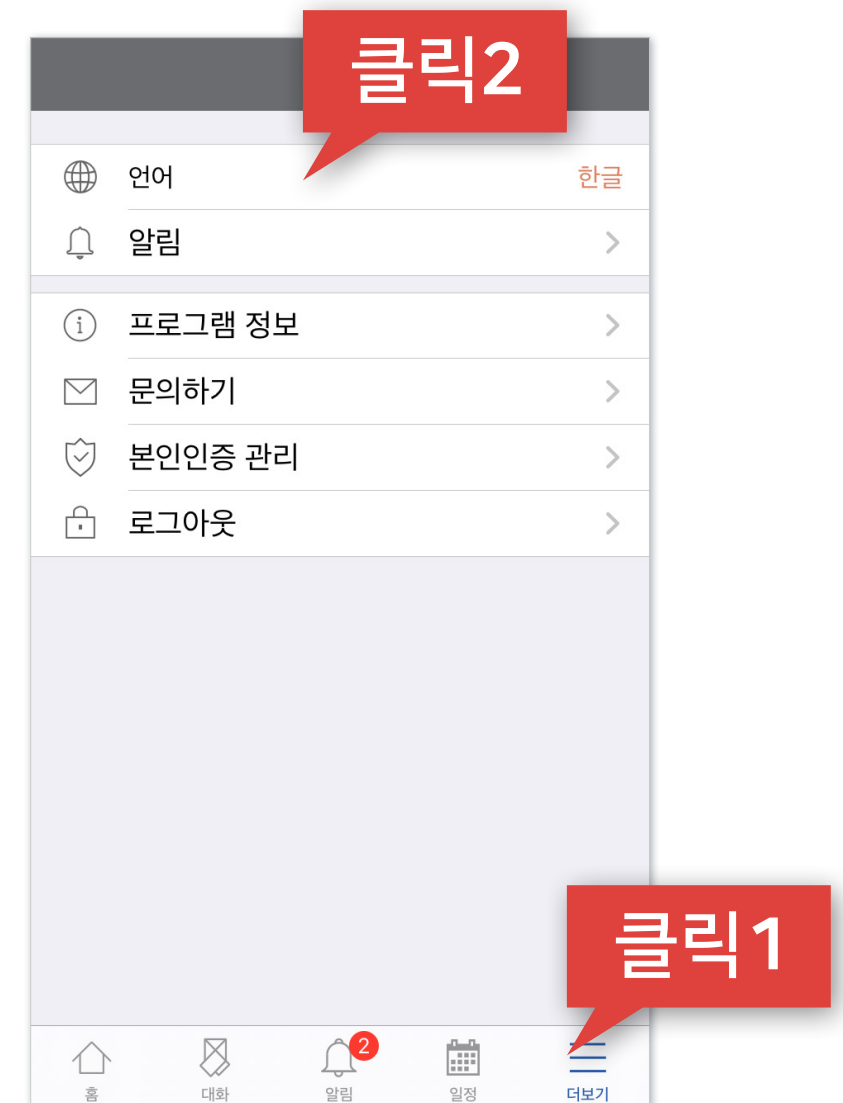 클릭2
언어 한글
알림
프로그램 정보
문의하기
본인인증 관리
로그아웃
클릭1
2
홈 대화 알림 일정 더보기